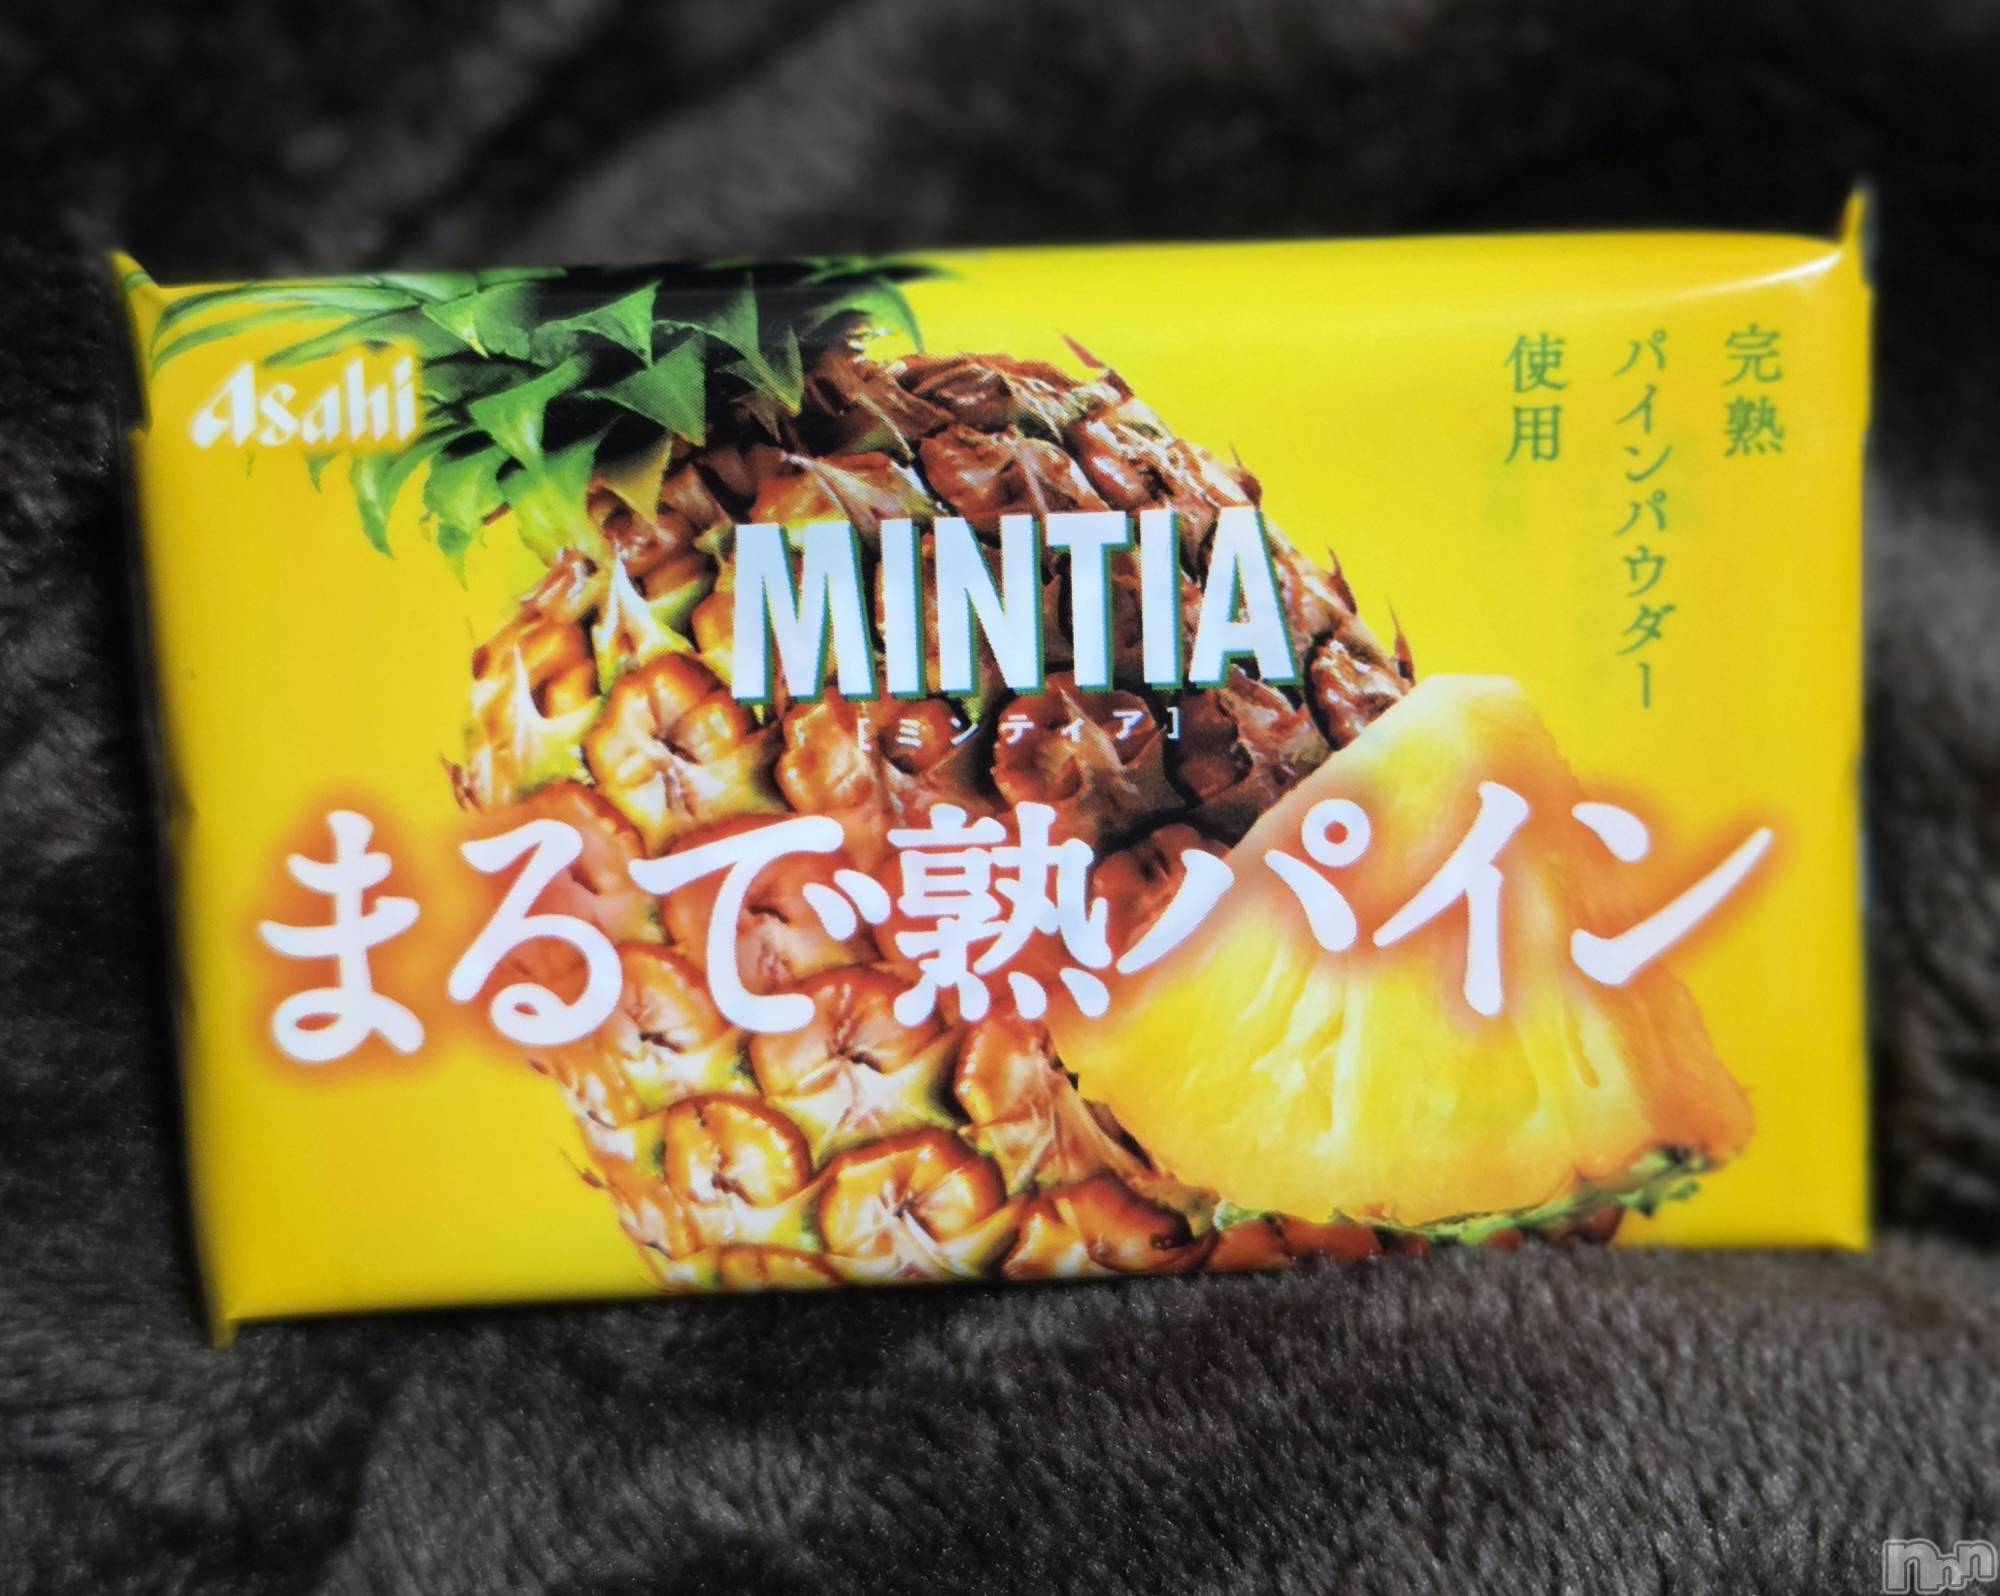 Asahi
完熟
パインパウダー
使用
MINTIA
[ミンティア]
まるで熟パイン
nnn